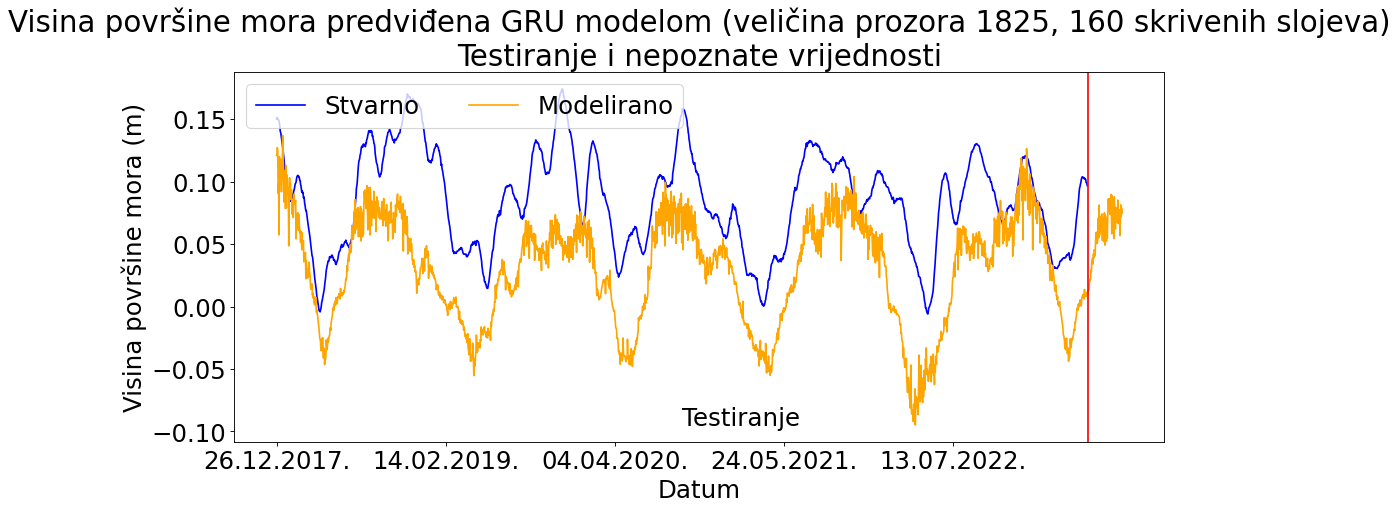 Visina površine mora predviđena GRU modelom (veličina prozora 1825, 160 skrivenih slojeva)
Testiranje i nepoznate vrijednosti
Stvarno Modelirano
Visina površine mora (m)
0.15
0.10
0.05
0.00
−0.05
−0.10
Testiranje
26.12.2017. 14.02.2019. 04.04.2020. 24.05.2021. 13.07.2022.
Datum